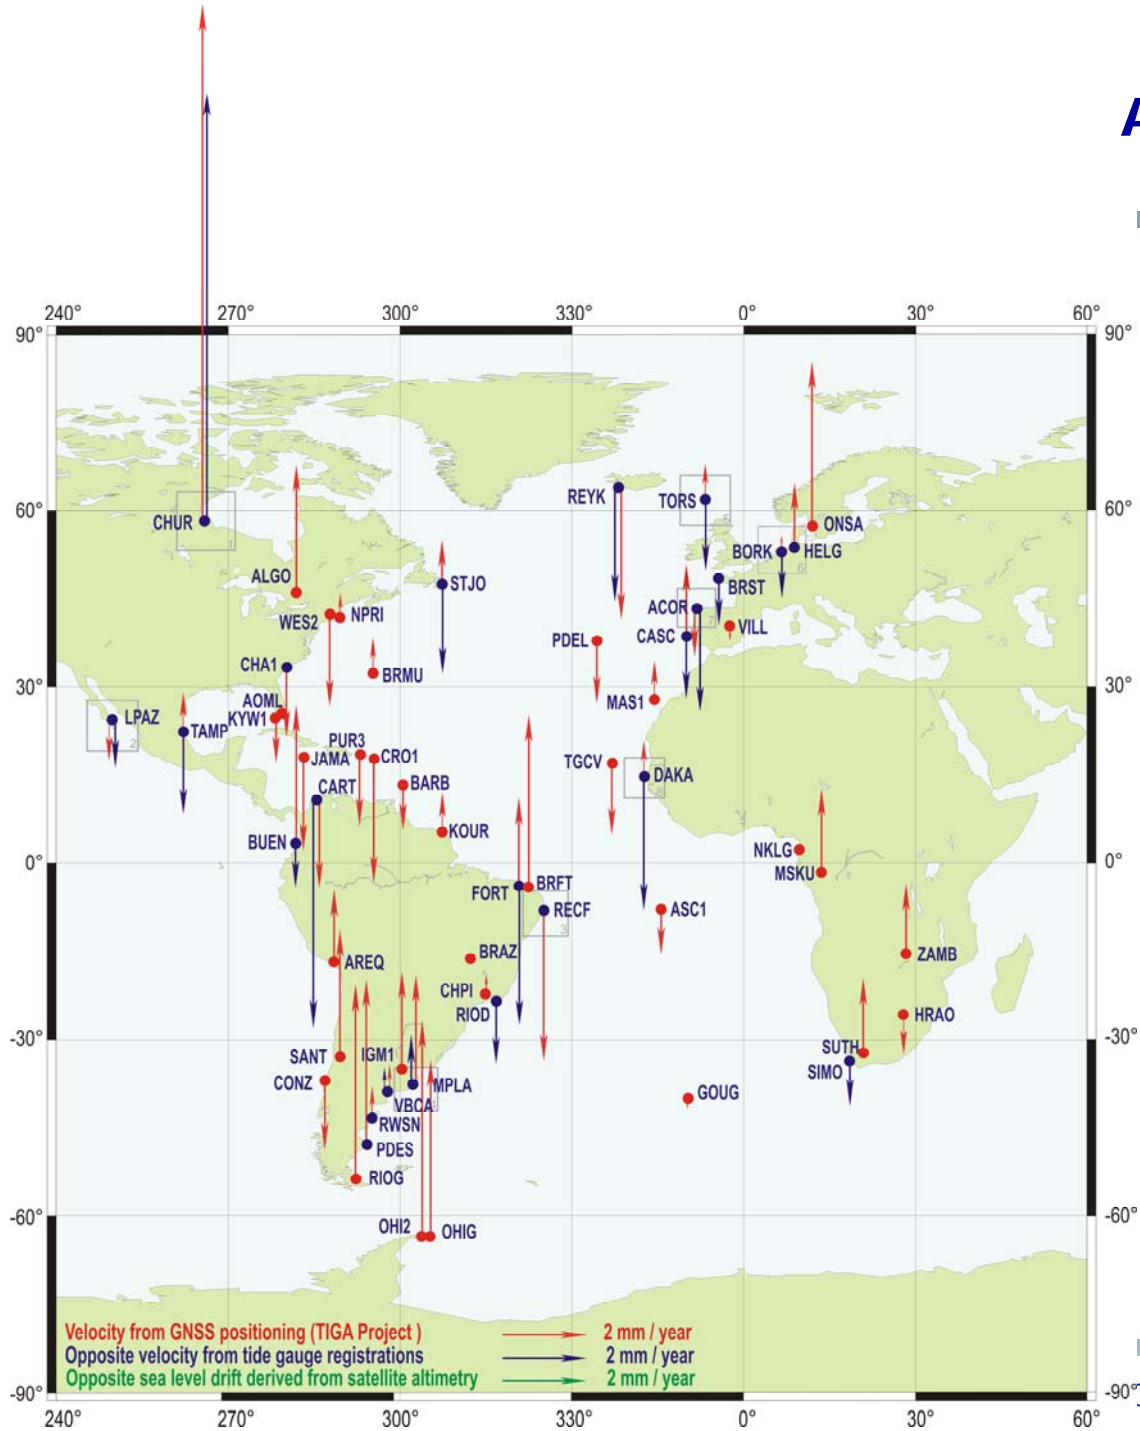 A
240° 270° 300° 330° 0° 30° 60°
90° 90°
REYK
TORS
60° 60°
CHUR 1
ONSA
BORK HELG
6
ALGO
STJO
BRST
ACOR
NPRI
WES2
7
VILL
CASC
PDEL
CHA1
BRMU
30° 30°
MAS1
AOML
LPAZ
KYW1
TAMP
2
PUR3
JAMA
CRO1
TGCV
DAKA
CART
BARB
KOUR
BUEN
NKLG
0° 0°
MSKU
BRFT
FORT
RECF
ASC1
3
BRAZ
ZAMB
AREQ
CHPI
RIOD
HRAO
-30° -30°
SUTH
IGM1
SANT
SIMO
CONZ
MPLA
GOUG
VBCA
RWSN
PDES
RIOG
-60° -60°
OHI2 OHIG
Velocity from GNSS positioning (TIGA Project ) 2 mm / year
Opposite velocity from tide gauge registrations 2 mm / year
Opposite sea level drift derived from satellite altimetry 2 mm / year
-90° -90°
240° 270° 300° 330° 0° 30° 60°